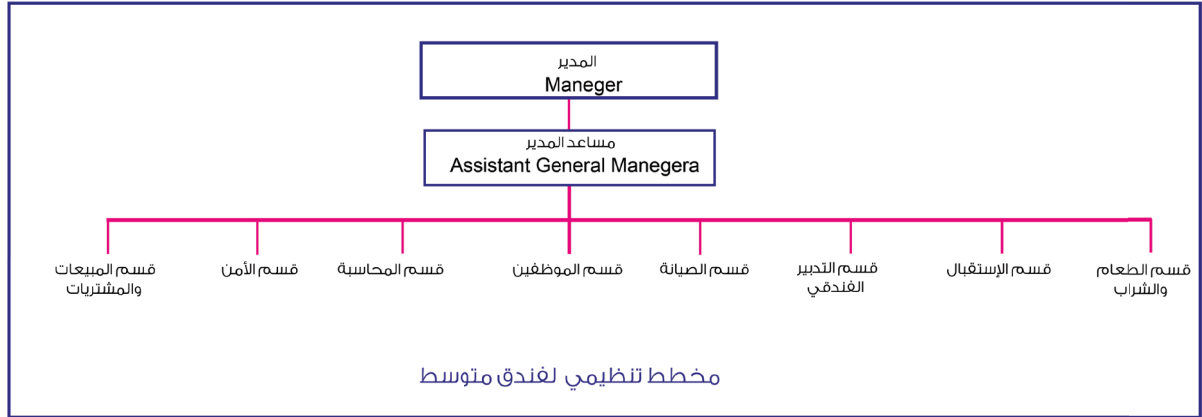 المدير
Maneger
مساعد المدير
Assistant General Manegera
قسم الطعام والشراب
قسم الإستقبال
قسم التدبير الفندقي
قسم الصيانة
قسم الموظفين
قسم المحاسبة
قسم الأمن
قسم المبيعات والمشتريات
مخطط تنظيمي لفندق متوسط